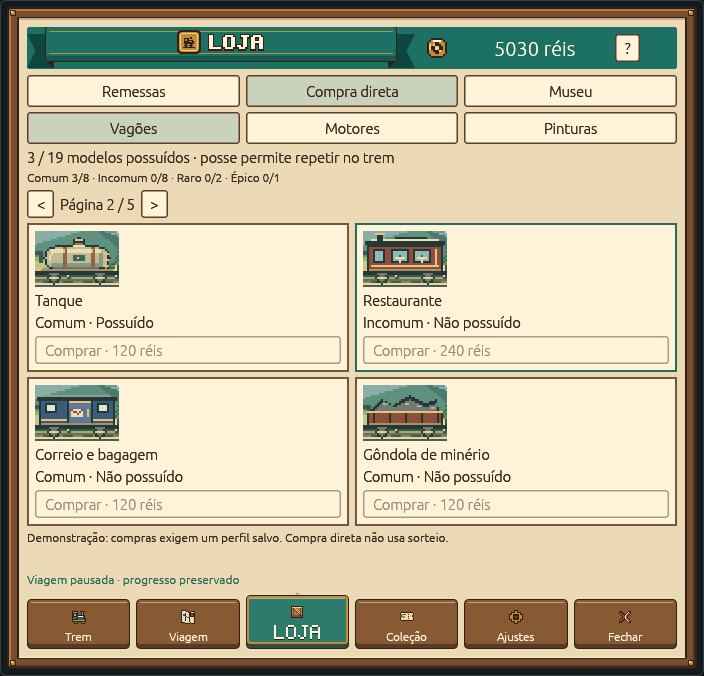 LOJA
5030 réis
?
Remessas
Compra direta
Museu
Vagões
Motores
Pinturas
3 / 19 modelos possuídos · posse permite repetir no trem
Comum 3/8 · Incomum 0/8 · Raro 0/2 · Épico 0/1
< Página 2 / 5 >
Tanque
Comum · Possuído
Comprar · 120 réis
Restaurante
Incomum · Não possuído
Comprar · 240 réis
Correio e bagagem
Comum · Não possuído
Comprar · 120 réis
Gôndola de minério
Comum · Não possuído
Comprar · 120 réis
Demonstração: compras exigem um perfil salvo. Compra direta não usa sorteio.
Viagem pausada · progresso preservado
Trem
Viagem
LOJA
Coleção
Ajustes
Fechar